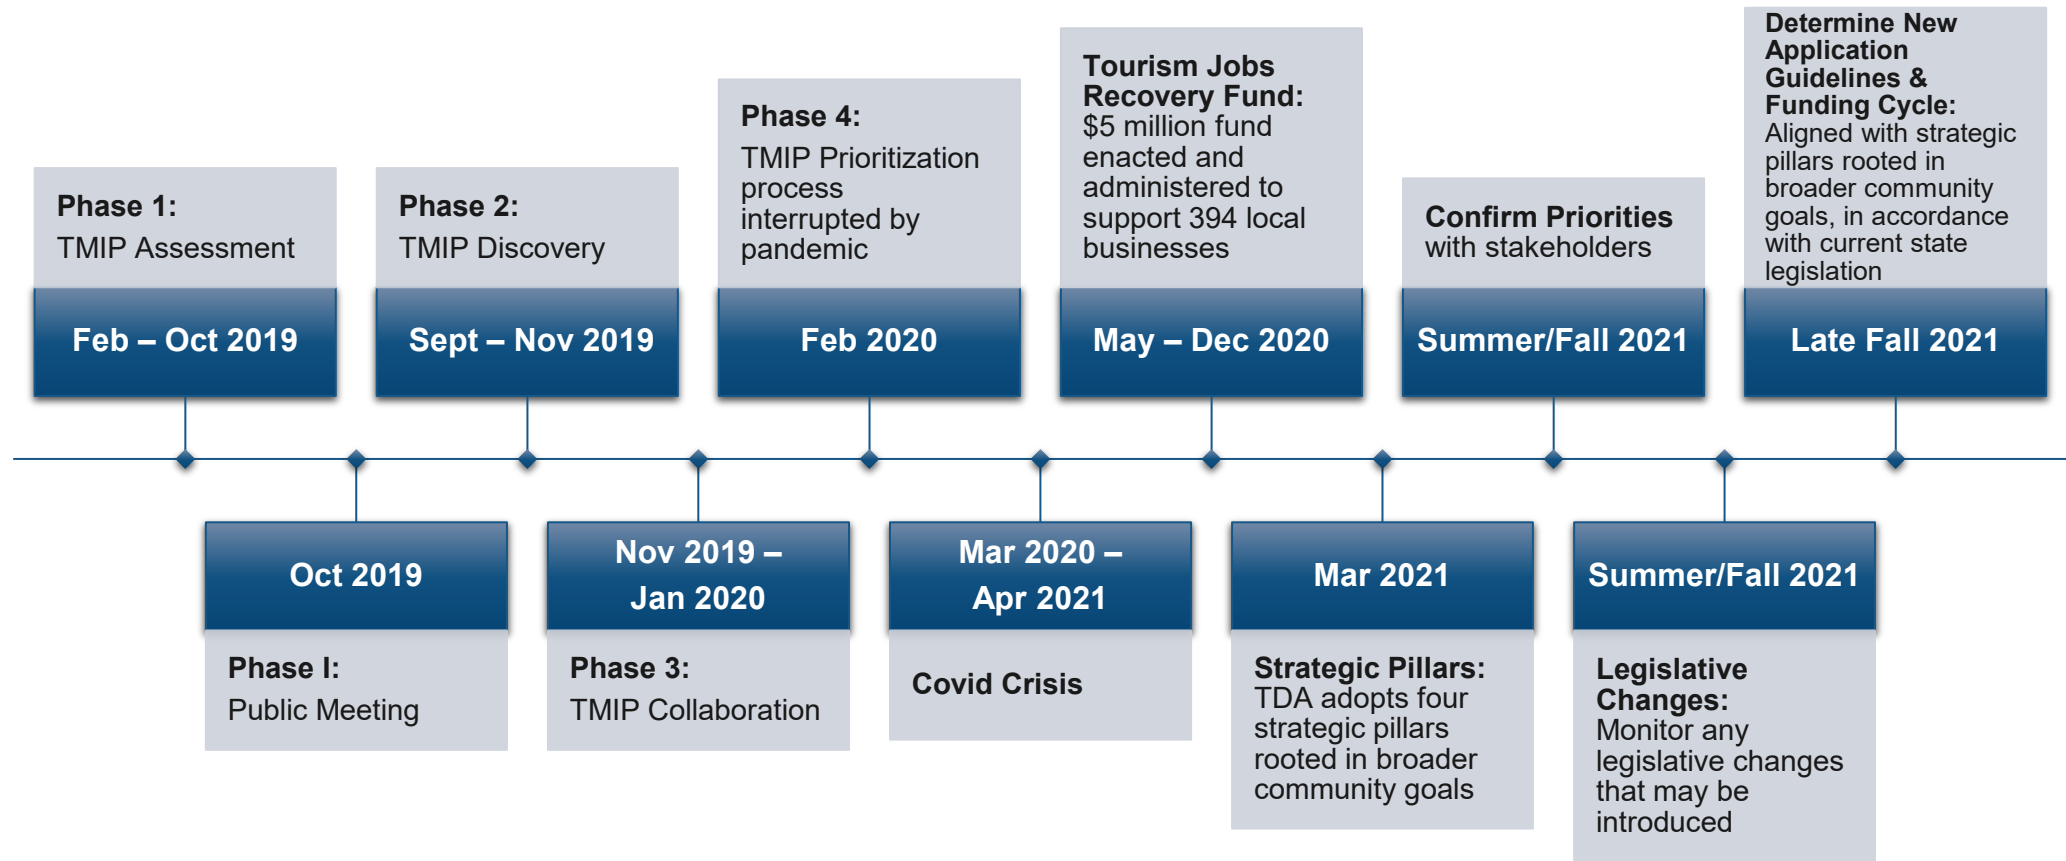 Phase 1:
TMIP Assessment
Feb – Oct 2019
Phase I:
Public Meeting
Oct 2019
Phase 2:
TMIP Discovery
Sept – Nov 2019
Nov 2019 –
Jan 2020
Phase 3:
TMIP Collaboration
Phase 4:
TMIP Prioritization
process
interrupted by
pandemic
Feb 2020
Mar 2020 –
Apr 2021
Covid Crisis
Tourism Jobs
Recovery Fund:
$5 million fund
enacted and
administered to
support 394 local
businesses
May – Dec 2020
Mar 2021
Strategic Pillars:
TDA adopts four
strategic pillars
rooted in broader
community goals
Confirm Priorities
with stakeholders
Summer/Fall 2021
Summer/Fall 2021
Legislative
Changes:
Monitor any
legislative changes
that may be
introduced
Determine New
Application
Guidelines &
Funding Cycle:
Aligned with strategic
pillars rooted in
broader community
goals, in accordance
with current state
legislation
Late Fall 2021